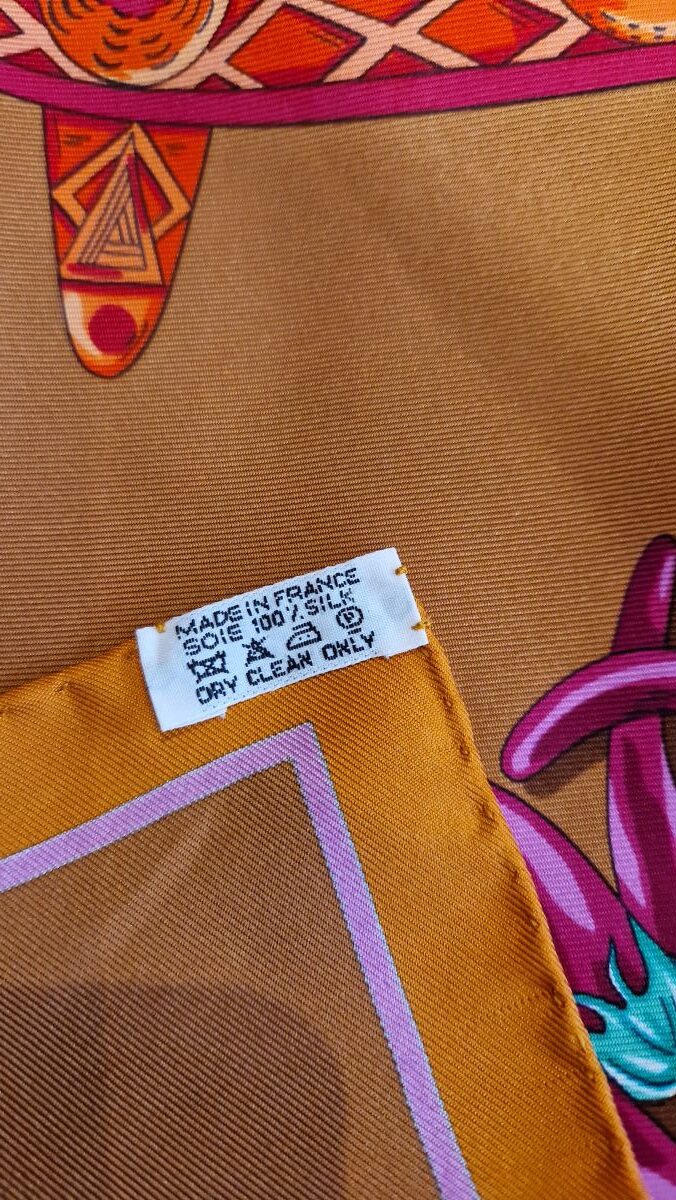 MADE IN FRANCE
SOIE 100% SILK
P
DRY CLEAN ONLY